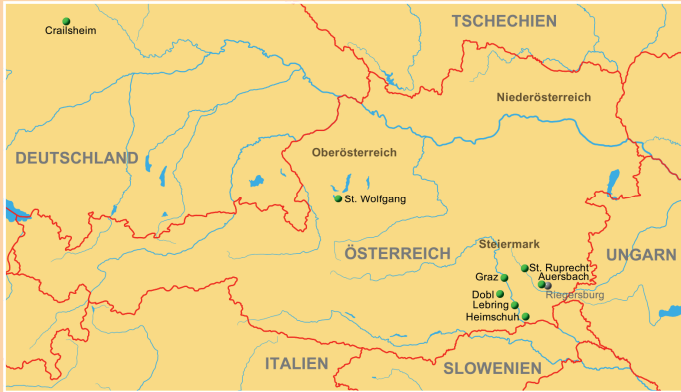 TSCHECHIEN
Crailsheim
Niederösterreich
Oberösterreich
DEUTSCHLAND
St. Wolfgang
Steiermark
ÖSTERREICH
UNGARN
St. Ruprecht
Graz
Auersbach
Riegersburg
Dobl
Lebring
Heimschuh
ITALIEN
SLOWENIEN